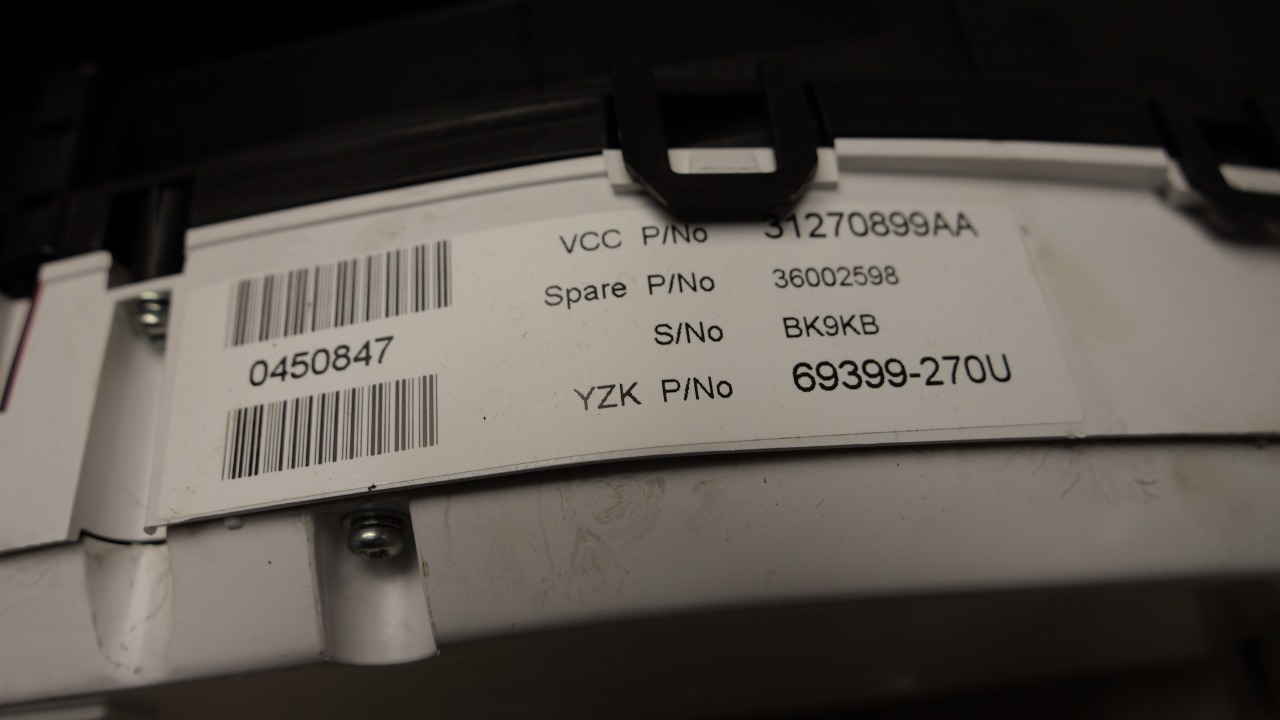 VCC P/No 31270899AA
Spare P/No 36002598
S/No BK9KB
YZK P/No 69399-270U
0450847